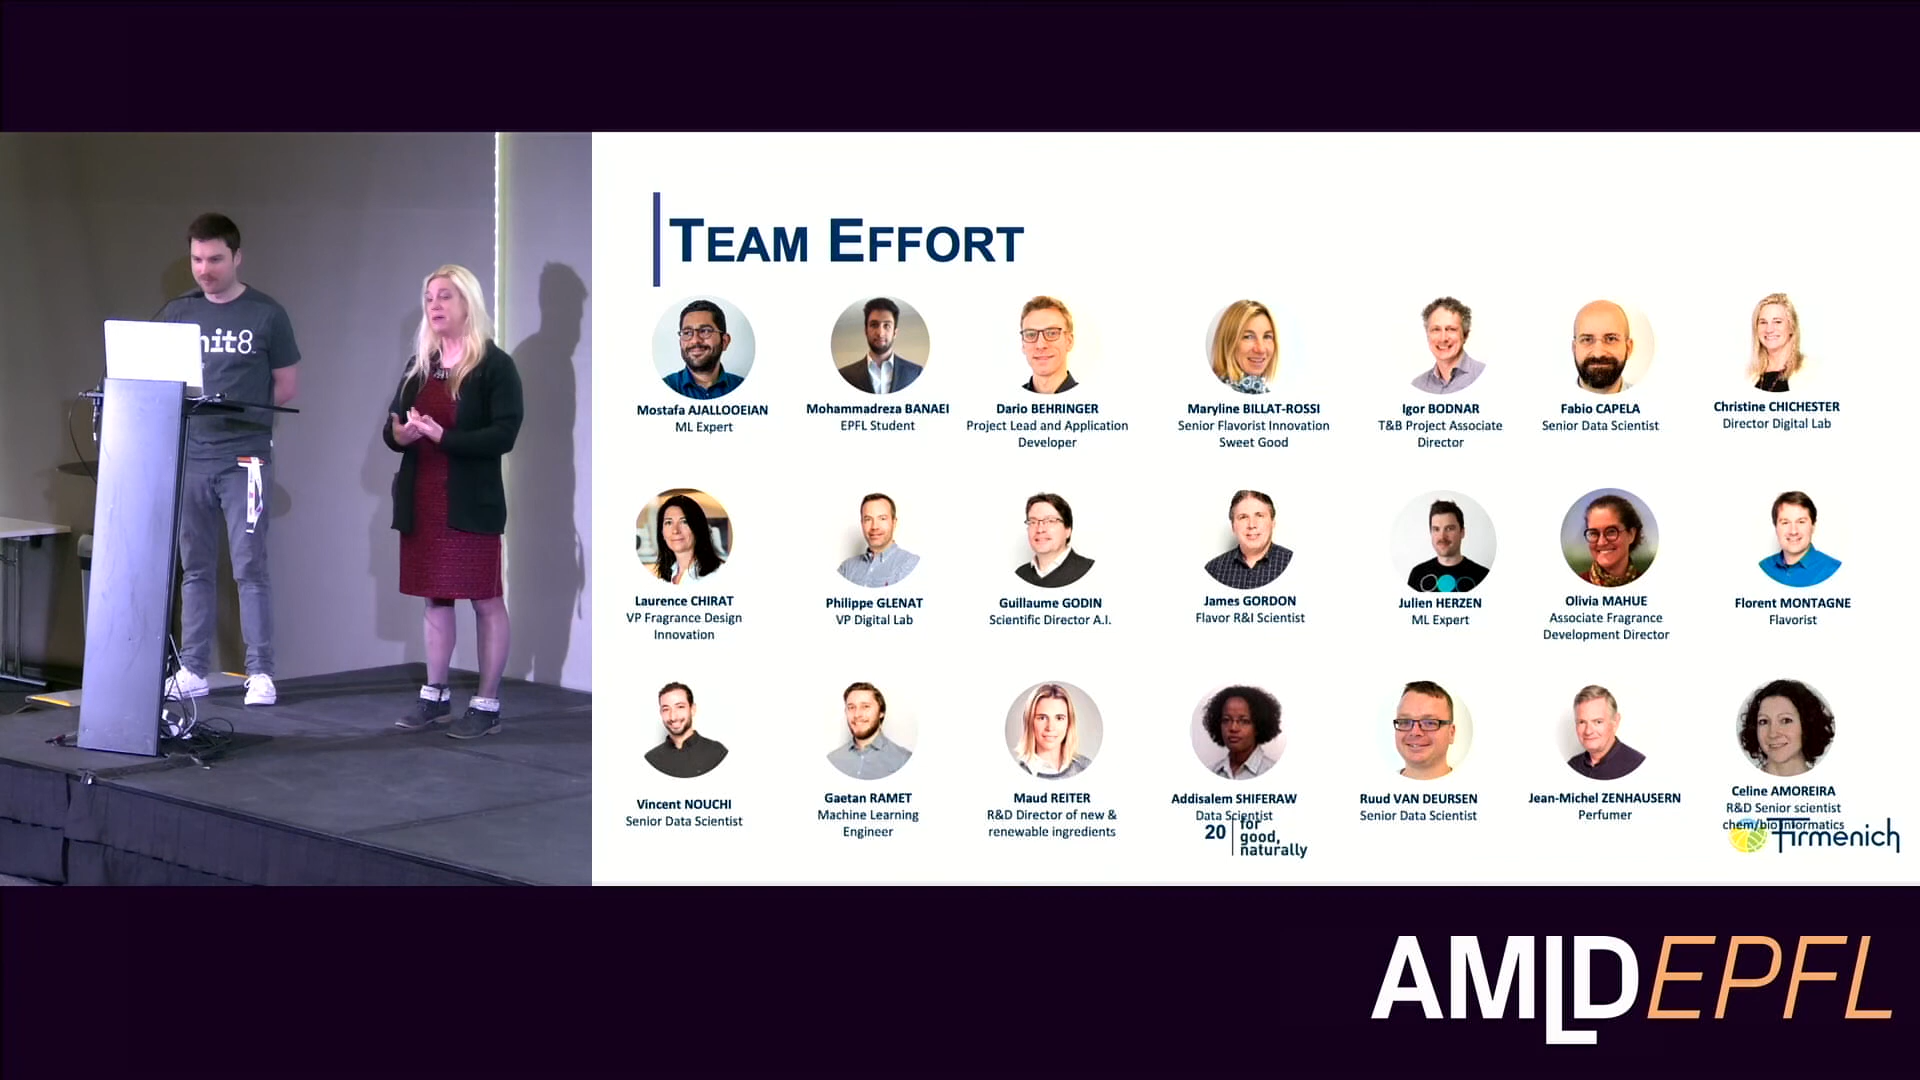 nit8
TEAM EFFORT
Mostafa AJALLOOEIAN
ML Expert
Mohammadreza BANAEI
EPFL Student
Dario BEHRINGER
Project Lead and Application
Developer
Maryline BILLAT-ROSSI
Senior Flavorist Innovation
Sweet Good
Igor BODNAR
T&B Project Associate
Director
Fabio CAPELA
Senior Data Scientist
Christine CHICHESTER
Director Digital Lab
Laurence CHIRAT
VP Fragrance Design
Innovation
Philippe GLENAT
VP Digital Lab
Guillaume GODIN
Scientific Director A.I.
James GORDON
Flavor R&I Scientist
Julien HERZEN
ML Expert
Olivia MAHUE
Associate Fragrance
Development Director
Florent MONTAGNE
Flavorist
Vincent NOUCHI
Senior Data Scientist
Gaetan RAMET
Machine Learning
Engineer
Maud REITER
R&D Director of new &
renewable ingredients
Addisalem SHIFERAW
Data Scientist
Ruud VAN DEURSEN
Senior Data Scientist
Jean-Michel ZENHAUSERN
Perfumer
Celine AMOREIRA
R&D Senior scientist
chem/bio informatics
20
for
good,
naturally
Firmenich
AMLD EPFL